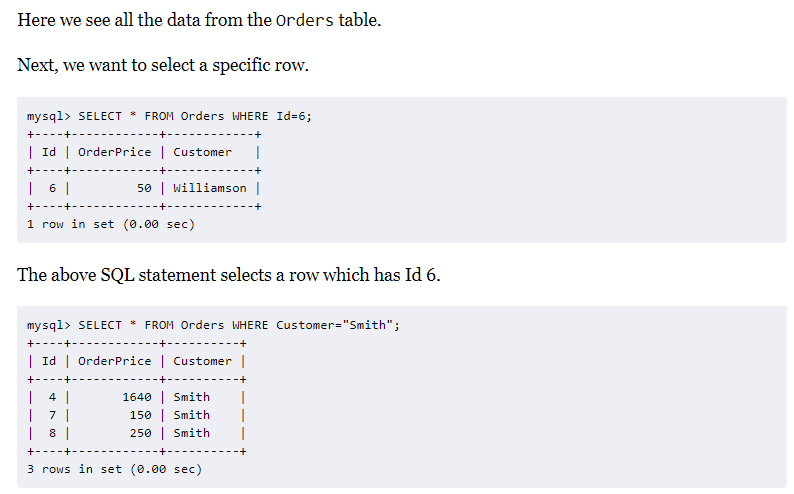 Here we see all the data from the Orders table.
Next, we want to select a specific row.
mysql> SELECT * FROM Orders WHERE Id=6;
+----+------------+------------+
| Id | OrderPrice | Customer   |
+----+------------+------------+
|  6 |         50 | Williamson |
+----+------------+------------+
1 row in set (0.00 sec)
The above SQL statement selects a row which has Id 6.
mysql> SELECT * FROM Orders WHERE Customer="Smith";
+----+------------+----------+
| Id | OrderPrice | Customer |
+----+------------+----------+
|  4 |       1640 | Smith    |
|  7 |        150 | Smith    |
|  8 |        250 | Smith    |
+----+------------+----------+
3 rows in set (0.00 sec)